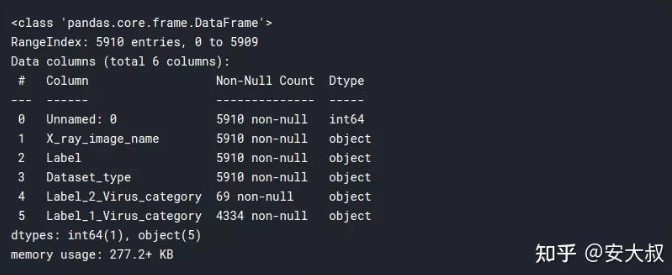 <class 'pandas.core.frame.DataFrame'>
RangeIndex: 5910 entries, 0 to 5909
Data columns (total 6 columns):
 #   Column                  Non-Null Count  Dtype
---  ------                  --------------  -----
 0   Unnamed: 0              5910 non-null   int64
 1   X_ray_image_name        5910 non-null   object
 2   Label                   5910 non-null   object
 3   Dataset_type            5910 non-null   object
 4   Label_2_Virus_category  69 non-null     object
 5   Label_1_Virus_category  4334 non-null   object
dtypes: int64(1), object(5)
memory usage: 277.2+ KB
知乎 @安大叔